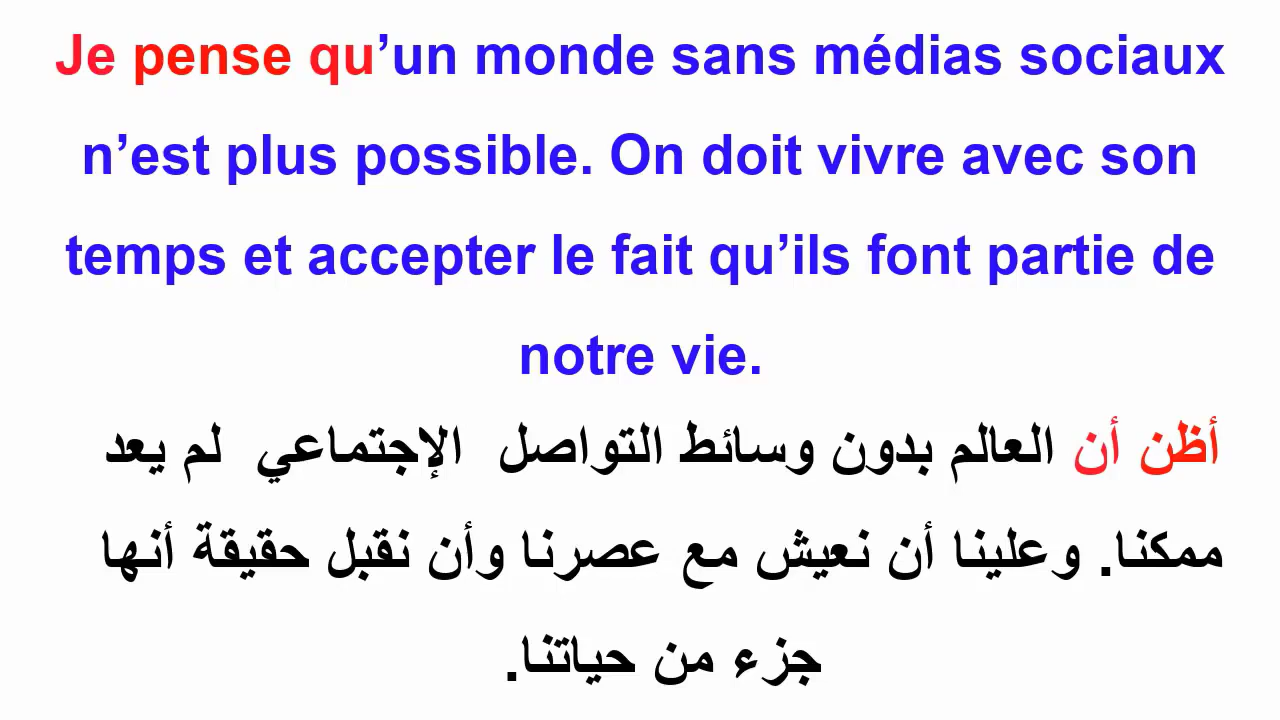 Je pense qu’un monde sans médias sociaux
n’est plus possible. On doit vivre avec son
temps et accepter le fait qu’ils font partie de
notre vie.
أظن أن العالم بدون وسائط التواصل الإجتماعي لم يعد
ممكنا. وعلينا أن نعيش مع عصرنا وأن نقبل حقيقة أنها
جزء من حياتنا.